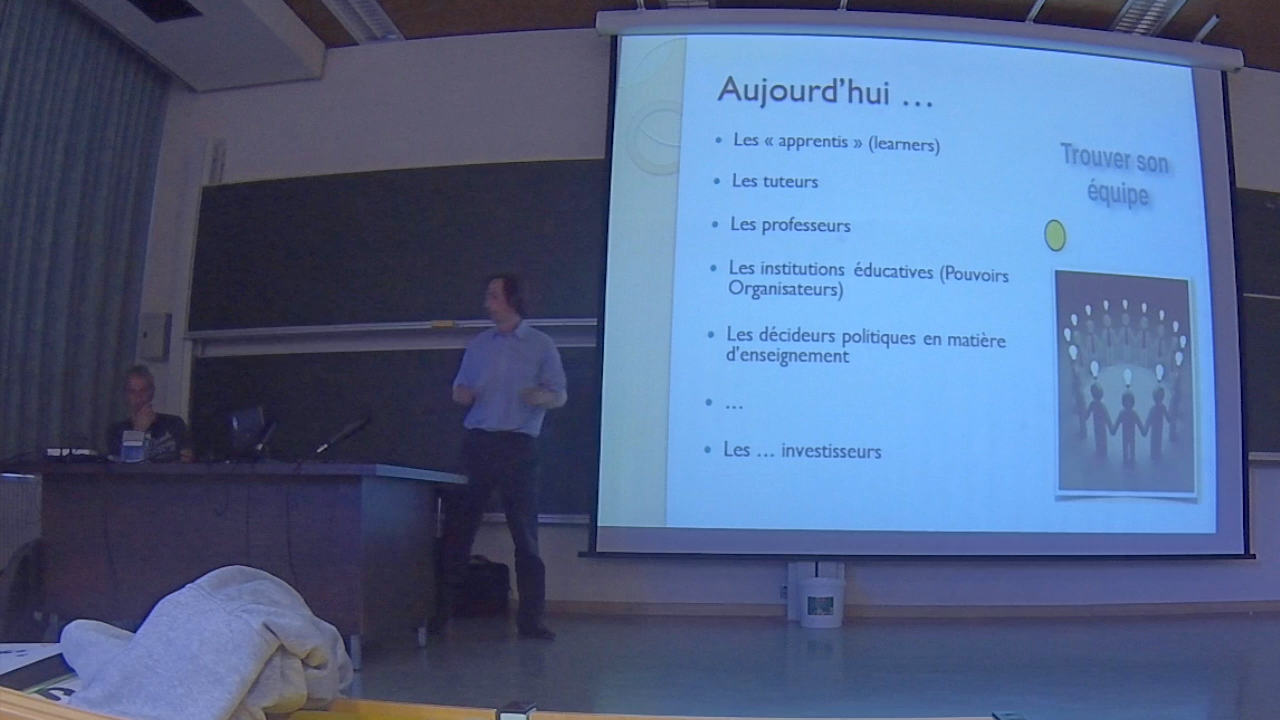 Aujourd'hui …
• Les « apprentis » (learners)
• Les tuteurs
• Les professeurs
• Les institutions éducatives (Pouvoirs
Organisateurs)
• Les décideurs politiques en matière
d'enseignement
• …
• Les … investisseurs
Trouver son
équipe